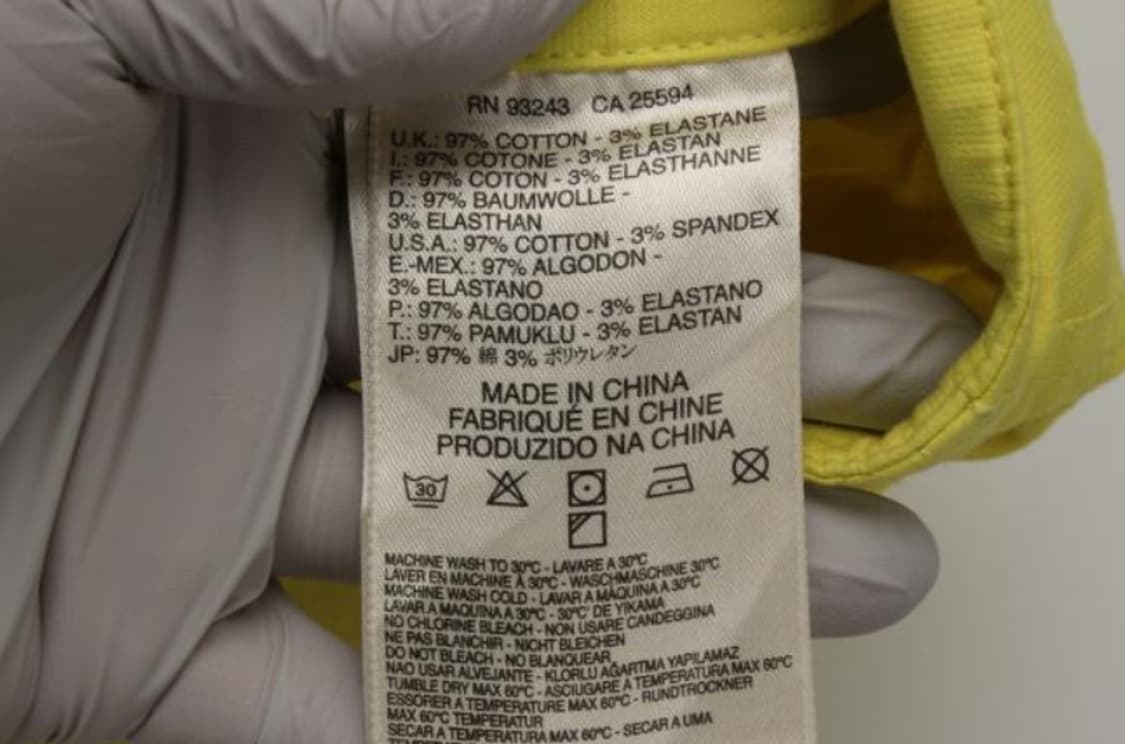 RN 93243 CA 25594
U.K.: 97% COTTON - 3% ELASTANE
I.: 97% COTONE - 3% ELASTAN
F.: 97% COTON - 3% ELASTHANNE
D.: 97% BAUMWOLLE -
3% ELASTHAN
U.S.A.: 97% COTTON - 3% SPANDEX
E.-MEX.: 97% ALGODON -
3% ELASTANO
P.: 97% ALGODAO - 3% ELASTANO
T.: 97% PAMUKLU - 3% ELASTAN
JP: 97% 綿 3% ポリウレタン
MADE IN CHINA
FABRIQUÉ EN CHINE
PRODUZIDO NA CHINA
30
MACHINE WASH TO 30°C - LAVARE A 30°C
LAVER EN MACHINE À 30°C - WASCHMASCHINE 30°C
MACHINE WASH COLD - LAVAR A MAQUINA A 30°C
LAVAR A MAQUINA A 30°C - 30°C' DE YIKAMA
NO CHLORINE BLEACH - NON USARE CANDEGGINA
NE PAS BLANCHIR - NICHT BLEICHEN
DO NOT BLEACH - NO BLANQUEAR
NAO USAR ALVEJANTE - KLORLU AĞARTMA YAPILAMAZ
TUMBLE DRY MAX 60°C - ASCIUGARE A TEMPERATURA MAX 60°C
ESSORER A TEMPERATURE MAX 60°C - RUNDTROCKNER
MAX 60°C TEMPERATUR
SECAR A TEMPERATURA MAX 60°C - SECAR A UMA